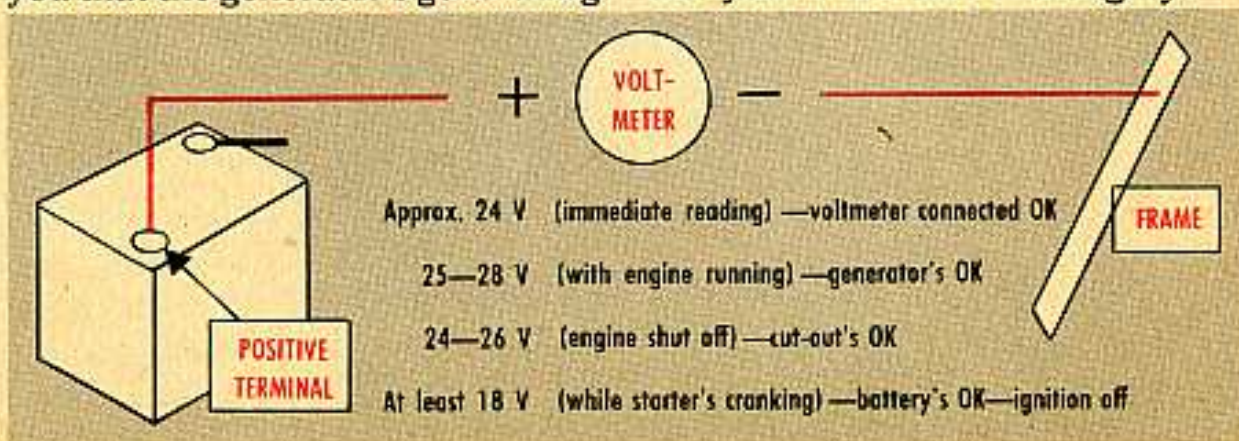 + VOLT- −
METER
Approx. 24 V (immediate reading)—voltmeter connected OK
FRAME
25—28 V (with engine running)—generator's OK
24—26 V (engine shut off)—cut-out's OK
POSITIVE
TERMINAL
At least 18 V (while starter's cranking)—battery's OK—ignition off